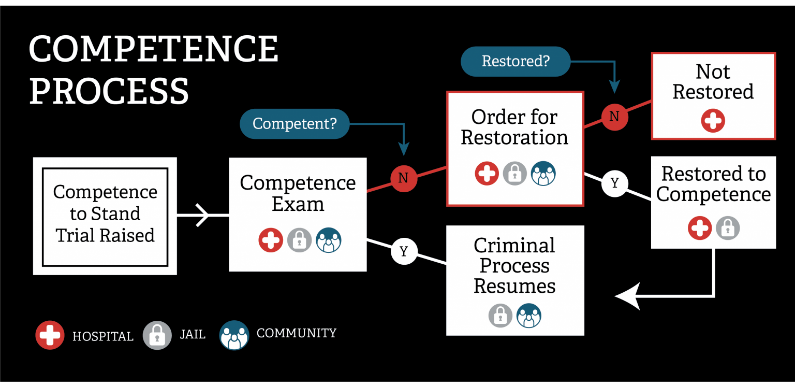 COMPETENCE
PROCESS
Competence
to Stand
Trial Raised
Competent?
Competence
Exam
N
Y
Restored?
Order for
Restoration
N
Y
Not
Restored
Restored to
Competence
Criminal
Process
Resumes
HOSPITAL
JAIL
COMMUNITY